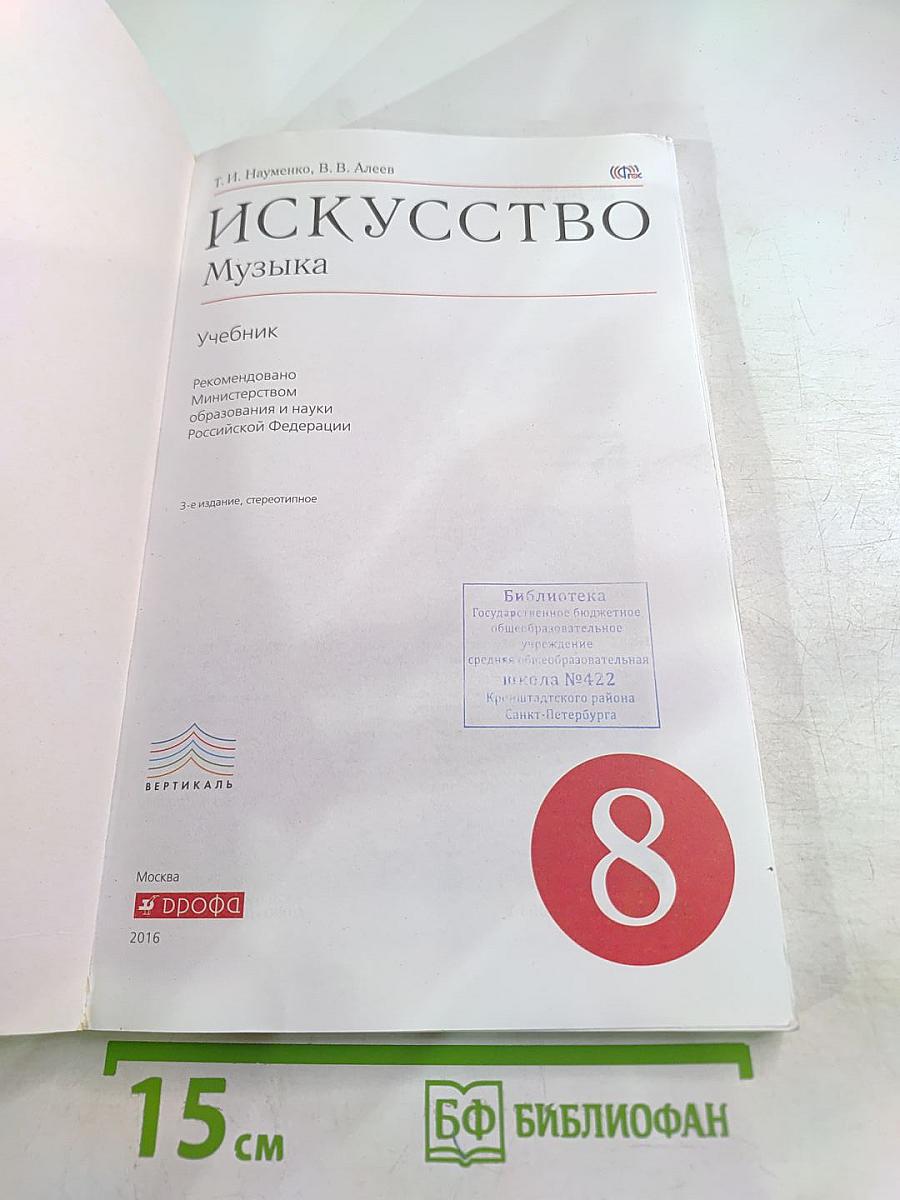 Т. И. Науменко, В. В. Алеев
ФГОС
ИСКУССТВО
Музыка
Учебник
Рекомендовано
Министерством
образования и науки
Российской Федерации
3-е издание, стереотипное
Библиотека
Государственное бюджетное
общеобразовательное
учреждение
средняя общеобразовательная
школа №422
Кронштадтского района
Санкт-Петербурга
ВЕРТИКАЛЬ
8
Москва
дрофа
2016
15 см
БФ БИБЛИОФАН